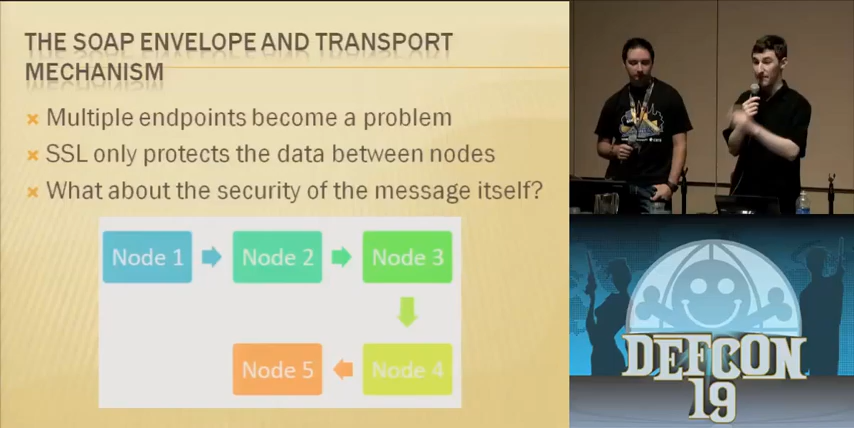 THE SOAP ENVELOPE AND TRANSPORT
MECHANISM
Multiple endpoints become a problem
SSL only protects the data between nodes
What about the security of the message itself?
Node 1
Node 2
Node 3
Node 5
Node 4
DEFCON
19